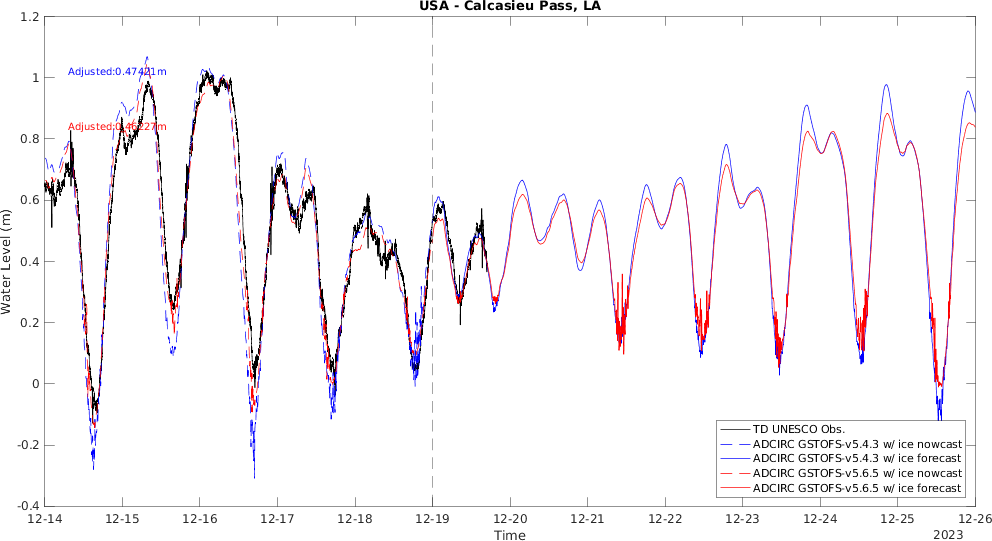 USA - Calcasieu Pass, LA
1.2
1
0.8
0.6
0.4
0.2
0
-0.2
-0.4
Water Level (m)
Adjusted:0.47421m
Adjusted:0.46227m
TD UNESCO Obs.
ADCIRC GSTOFS-v5.4.3 w/ ice nowcast
ADCIRC GSTOFS-v5.4.3 w/ ice forecast
ADCIRC GSTOFS-v5.6.5 w/ ice nowcast
ADCIRC GSTOFS-v5.6.5 w/ ice forecast
12-14 12-15 12-16 12-17 12-18 12-19 12-20 12-21 12-22 12-23 12-24 12-25 12-26
Time
2023